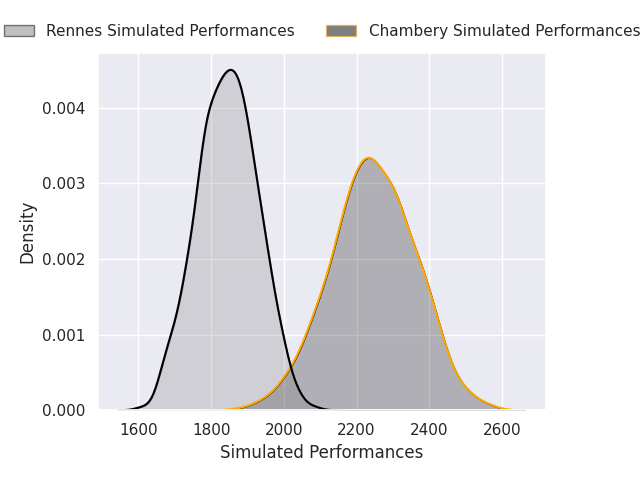 Rennes Simulated Performances Chambery Simulated Performances
0.004
0.003
0.002
0.001
0.000
Density
1600 1800 2000 2200 2400 2600
Simulated Performances